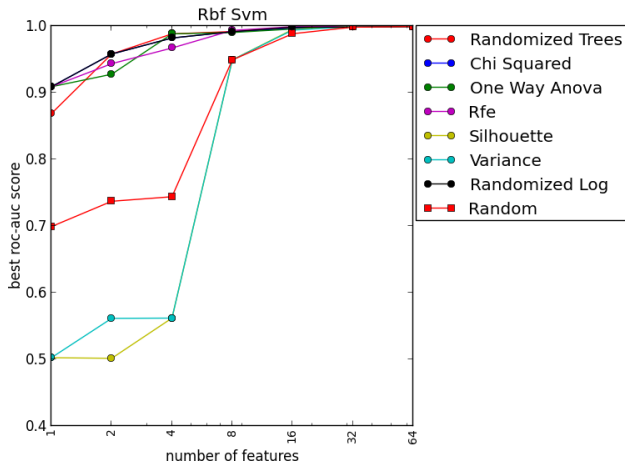 Rbf Svm
best roc-auc score
1.0
0.9
0.8
0.7
0.6
0.5
0.4
1 2 4 8 16 32 64
number of features
Randomized Trees
Chi Squared
One Way Anova
Rfe
Silhouette
Variance
Randomized Log
Random